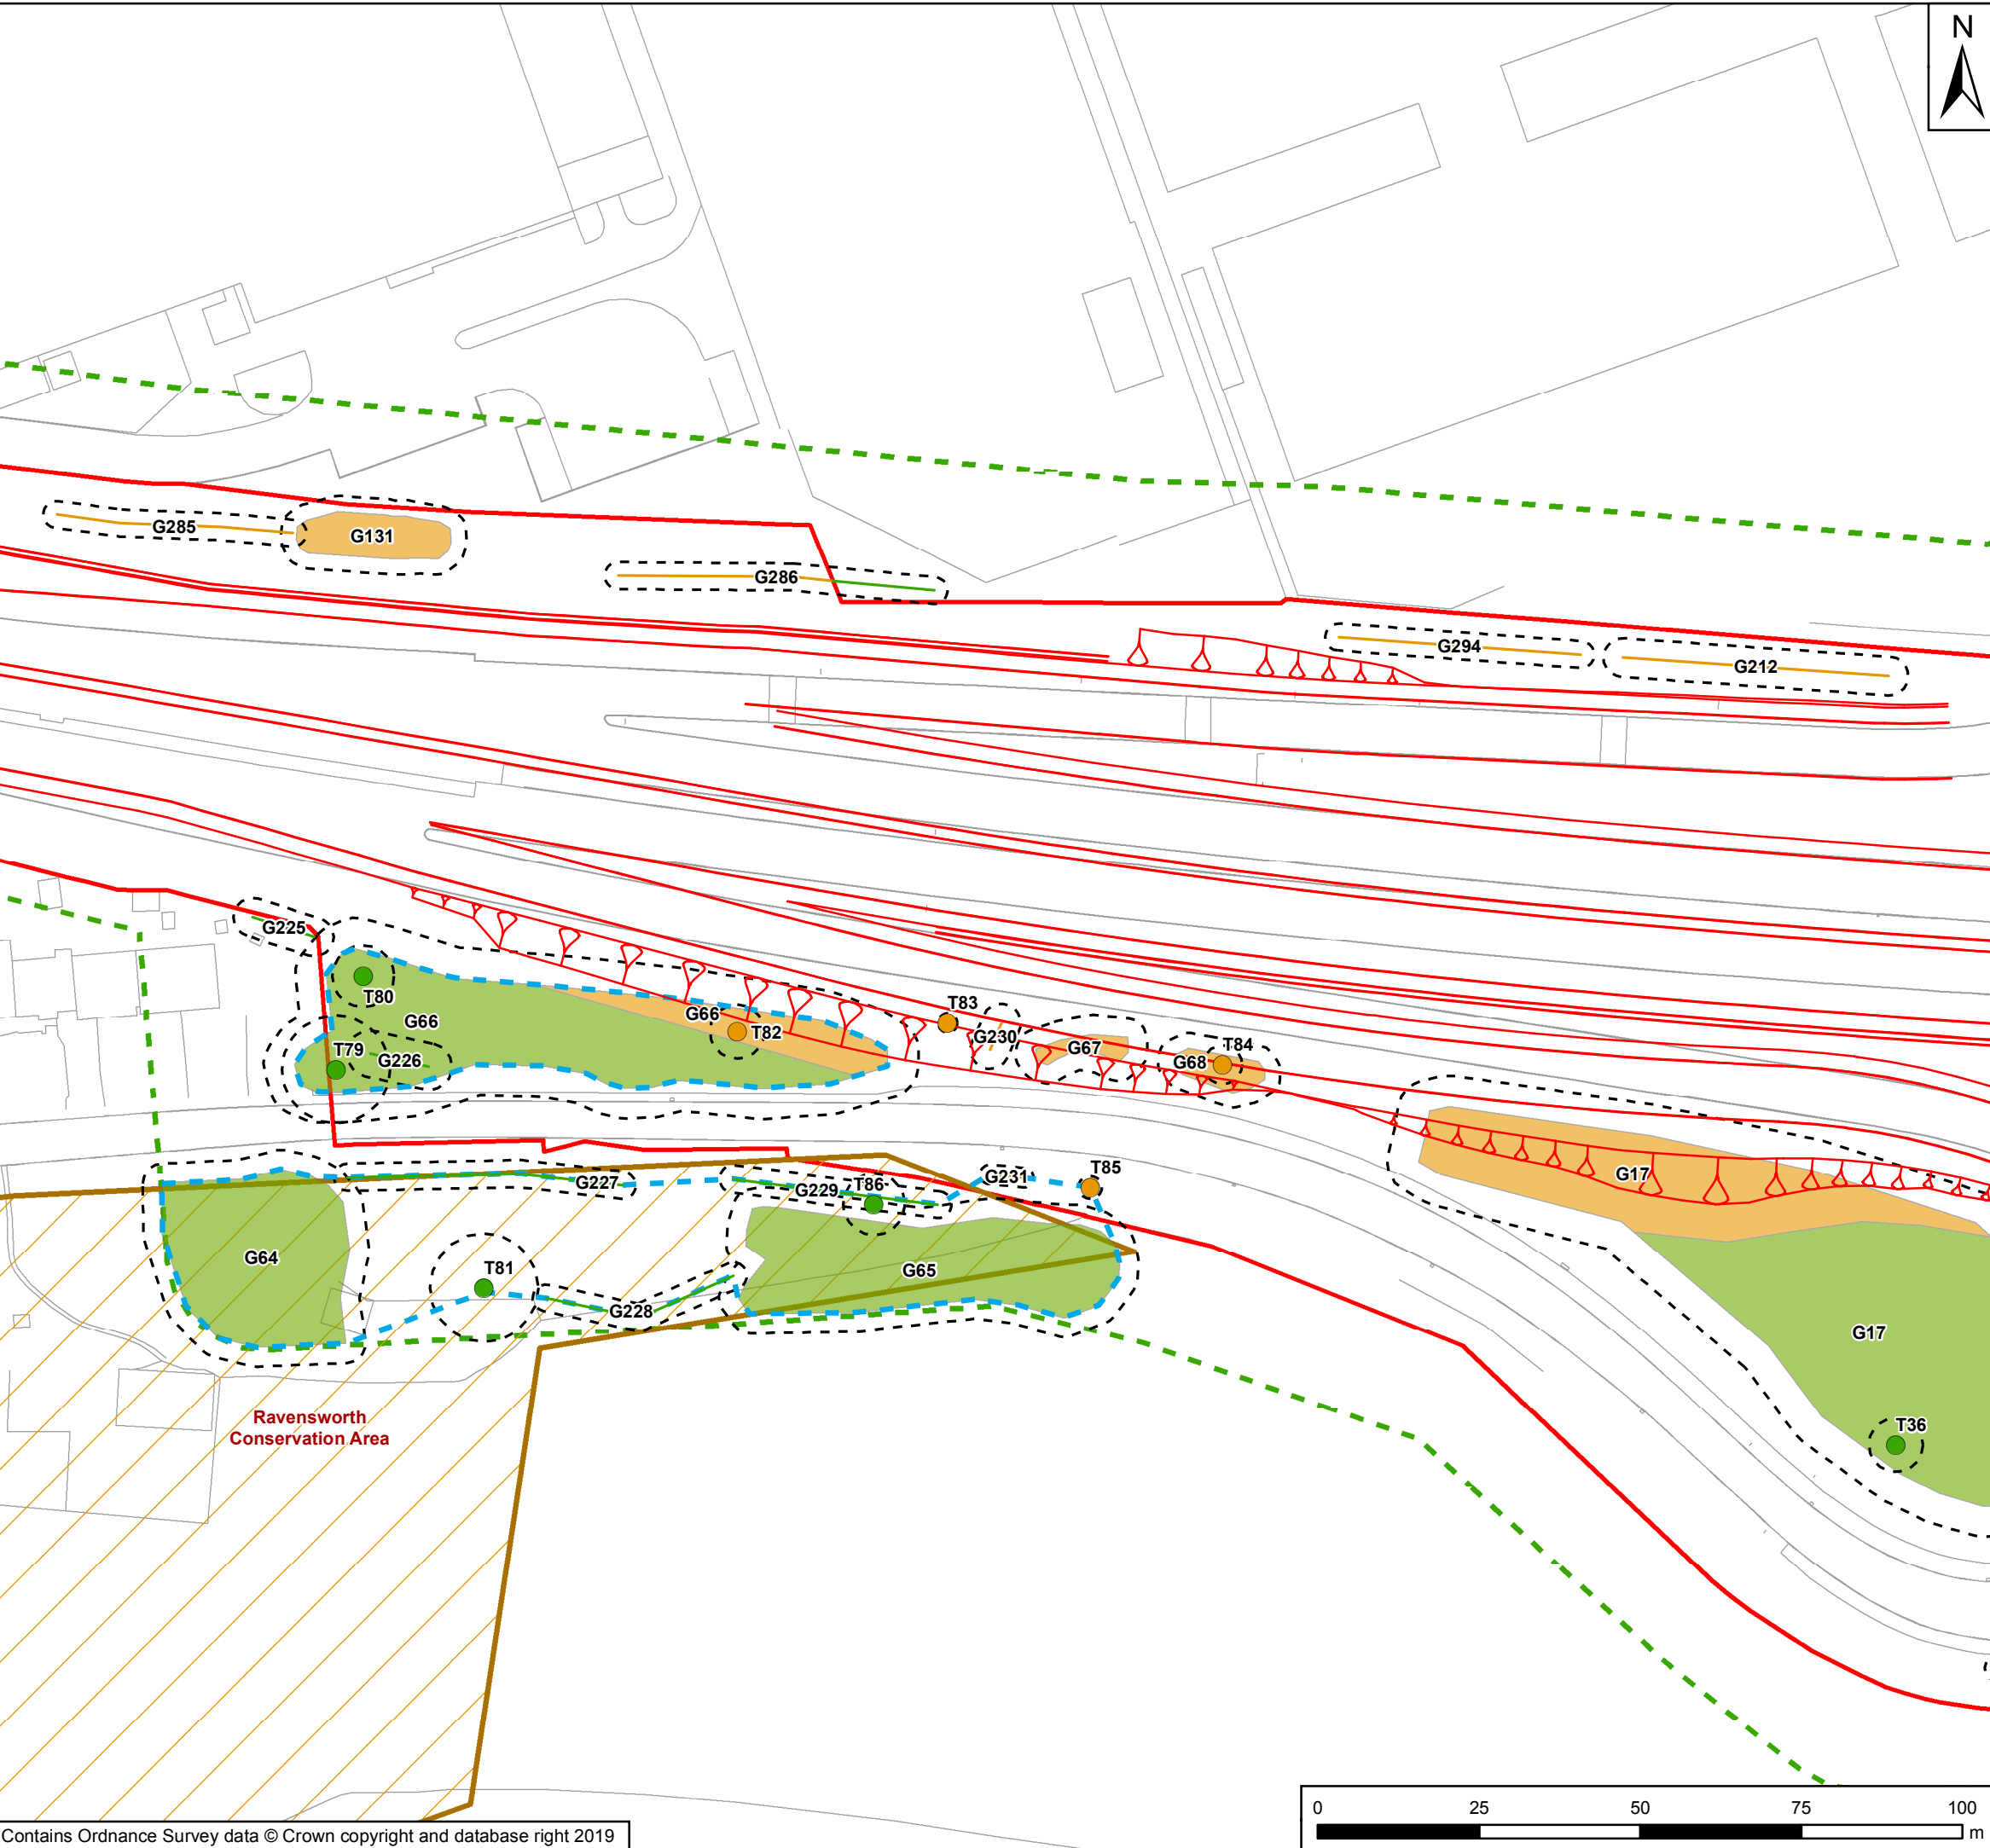 N
G285
G131
G286
G294
G212
G225
T80
G66
G66
T82
T83
G230
G67
T84
G68
T79
G226
G17
G227
G229
T86
G231
T85
G64
T81
G228
G65
G17
T36
Ravensworth
Conservation Area
0 25 50 75 100
m
Contains Ordnance Survey data © Crown copyright and database right 2019